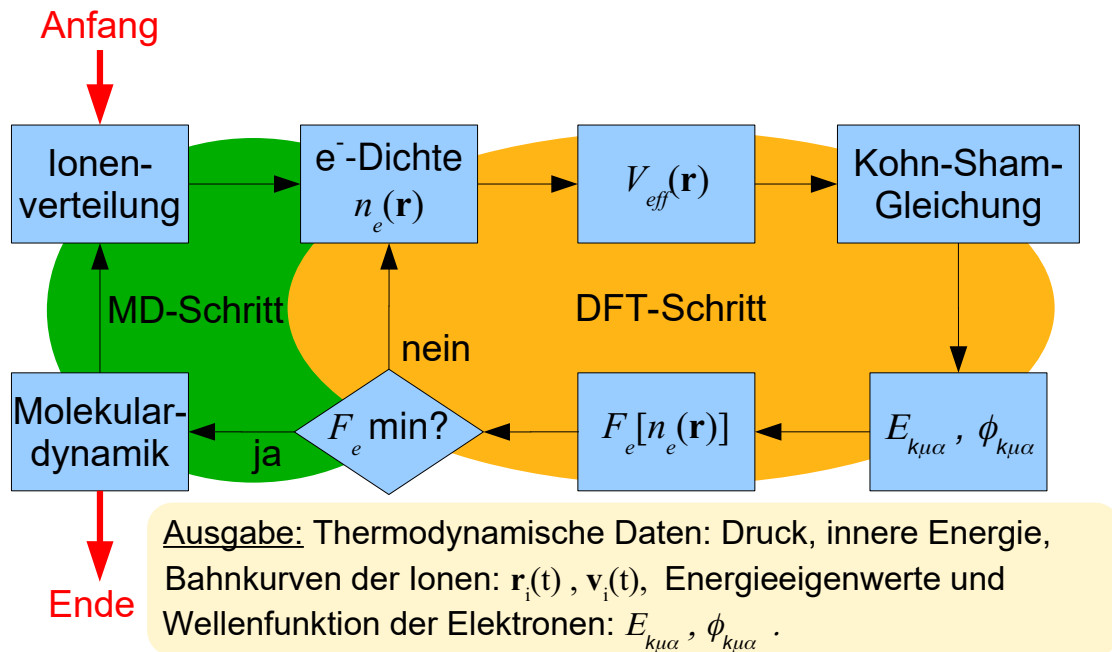 Anfang
Ionen-
verteilung
e⁻-Dichte
nₑ(r)
V_eff(r)
Kohn-Sham-
Gleichung
MD-Schritt
DFT-Schritt
nein
Molekular-
dynamik
ja
Fₑ min?
Fₑ[nₑ(r)]
E_kμα , ϕ_kμα
Ende
Ausgabe: Thermodynamische Daten: Druck, innere Energie,
Bahnkurven der Ionen: rᵢ(t) , vᵢ(t), Energieeigenwerte und
Wellenfunktion der Elektronen: E_kμα , ϕ_kμα .